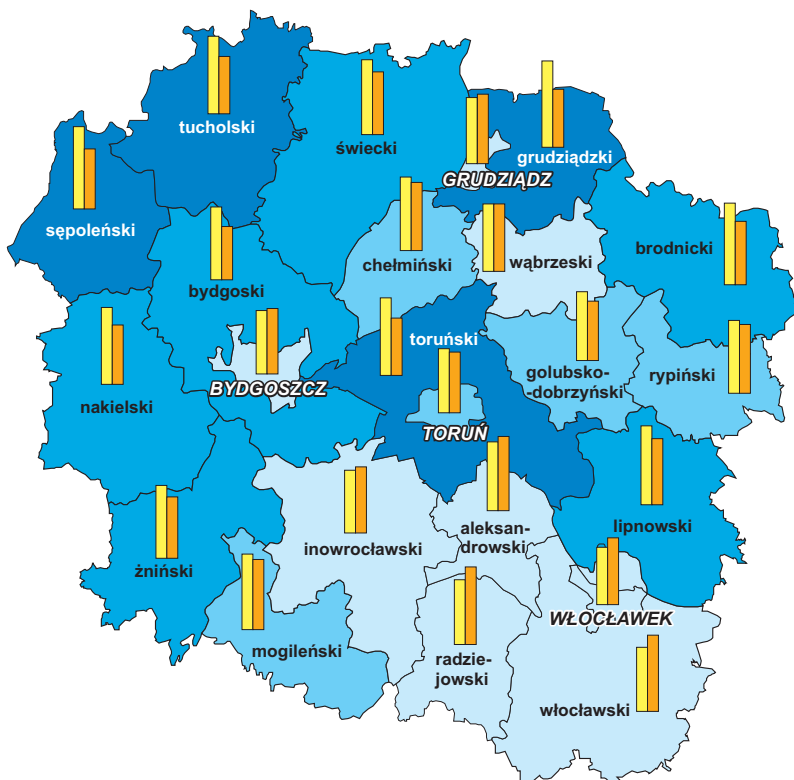 tucholski
świecki
grudziądzki
GRUDZIĄDZ
sępoleński
chełmiński
wąbrzeski
brodnicki
bydgoski
toruński
golubsko-
-dobrzyński
rypiński
BYDGOSZCZ
nakielski
TORUŃ
aleksan-
drowski
lipnowski
inowrocławski
żniński
WŁOCŁAWEK
mogileński
radzie-
jowski
włocławski